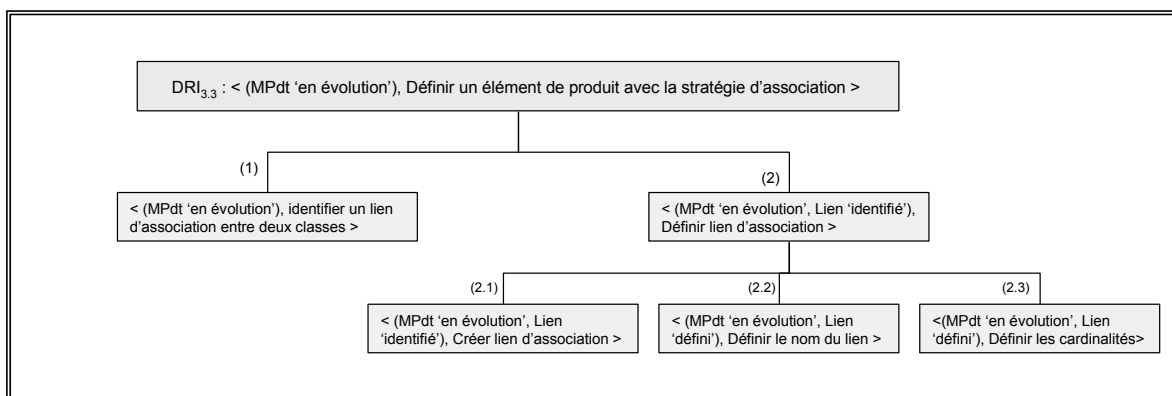 DRI3.3 : < (MPdt ‘en évolution’), Définir un élément de produit avec la stratégie d’association >
(1)
(2)
< (MPdt ‘en évolution’), identifier un lien
d’association entre deux classes >
< (MPdt ‘en évolution’, Lien ‘identifié’),
Définir lien d’association >
(2.1)
(2.2)
(2.3)
< (MPdt ‘en évolution’, Lien
‘identifié’), Créer lien d’association >
< (MPdt ‘en évolution’, Lien
‘défini’), Définir le nom du lien >
<(MPdt ‘en évolution’, Lien
‘défini’), Définir les cardinalités>